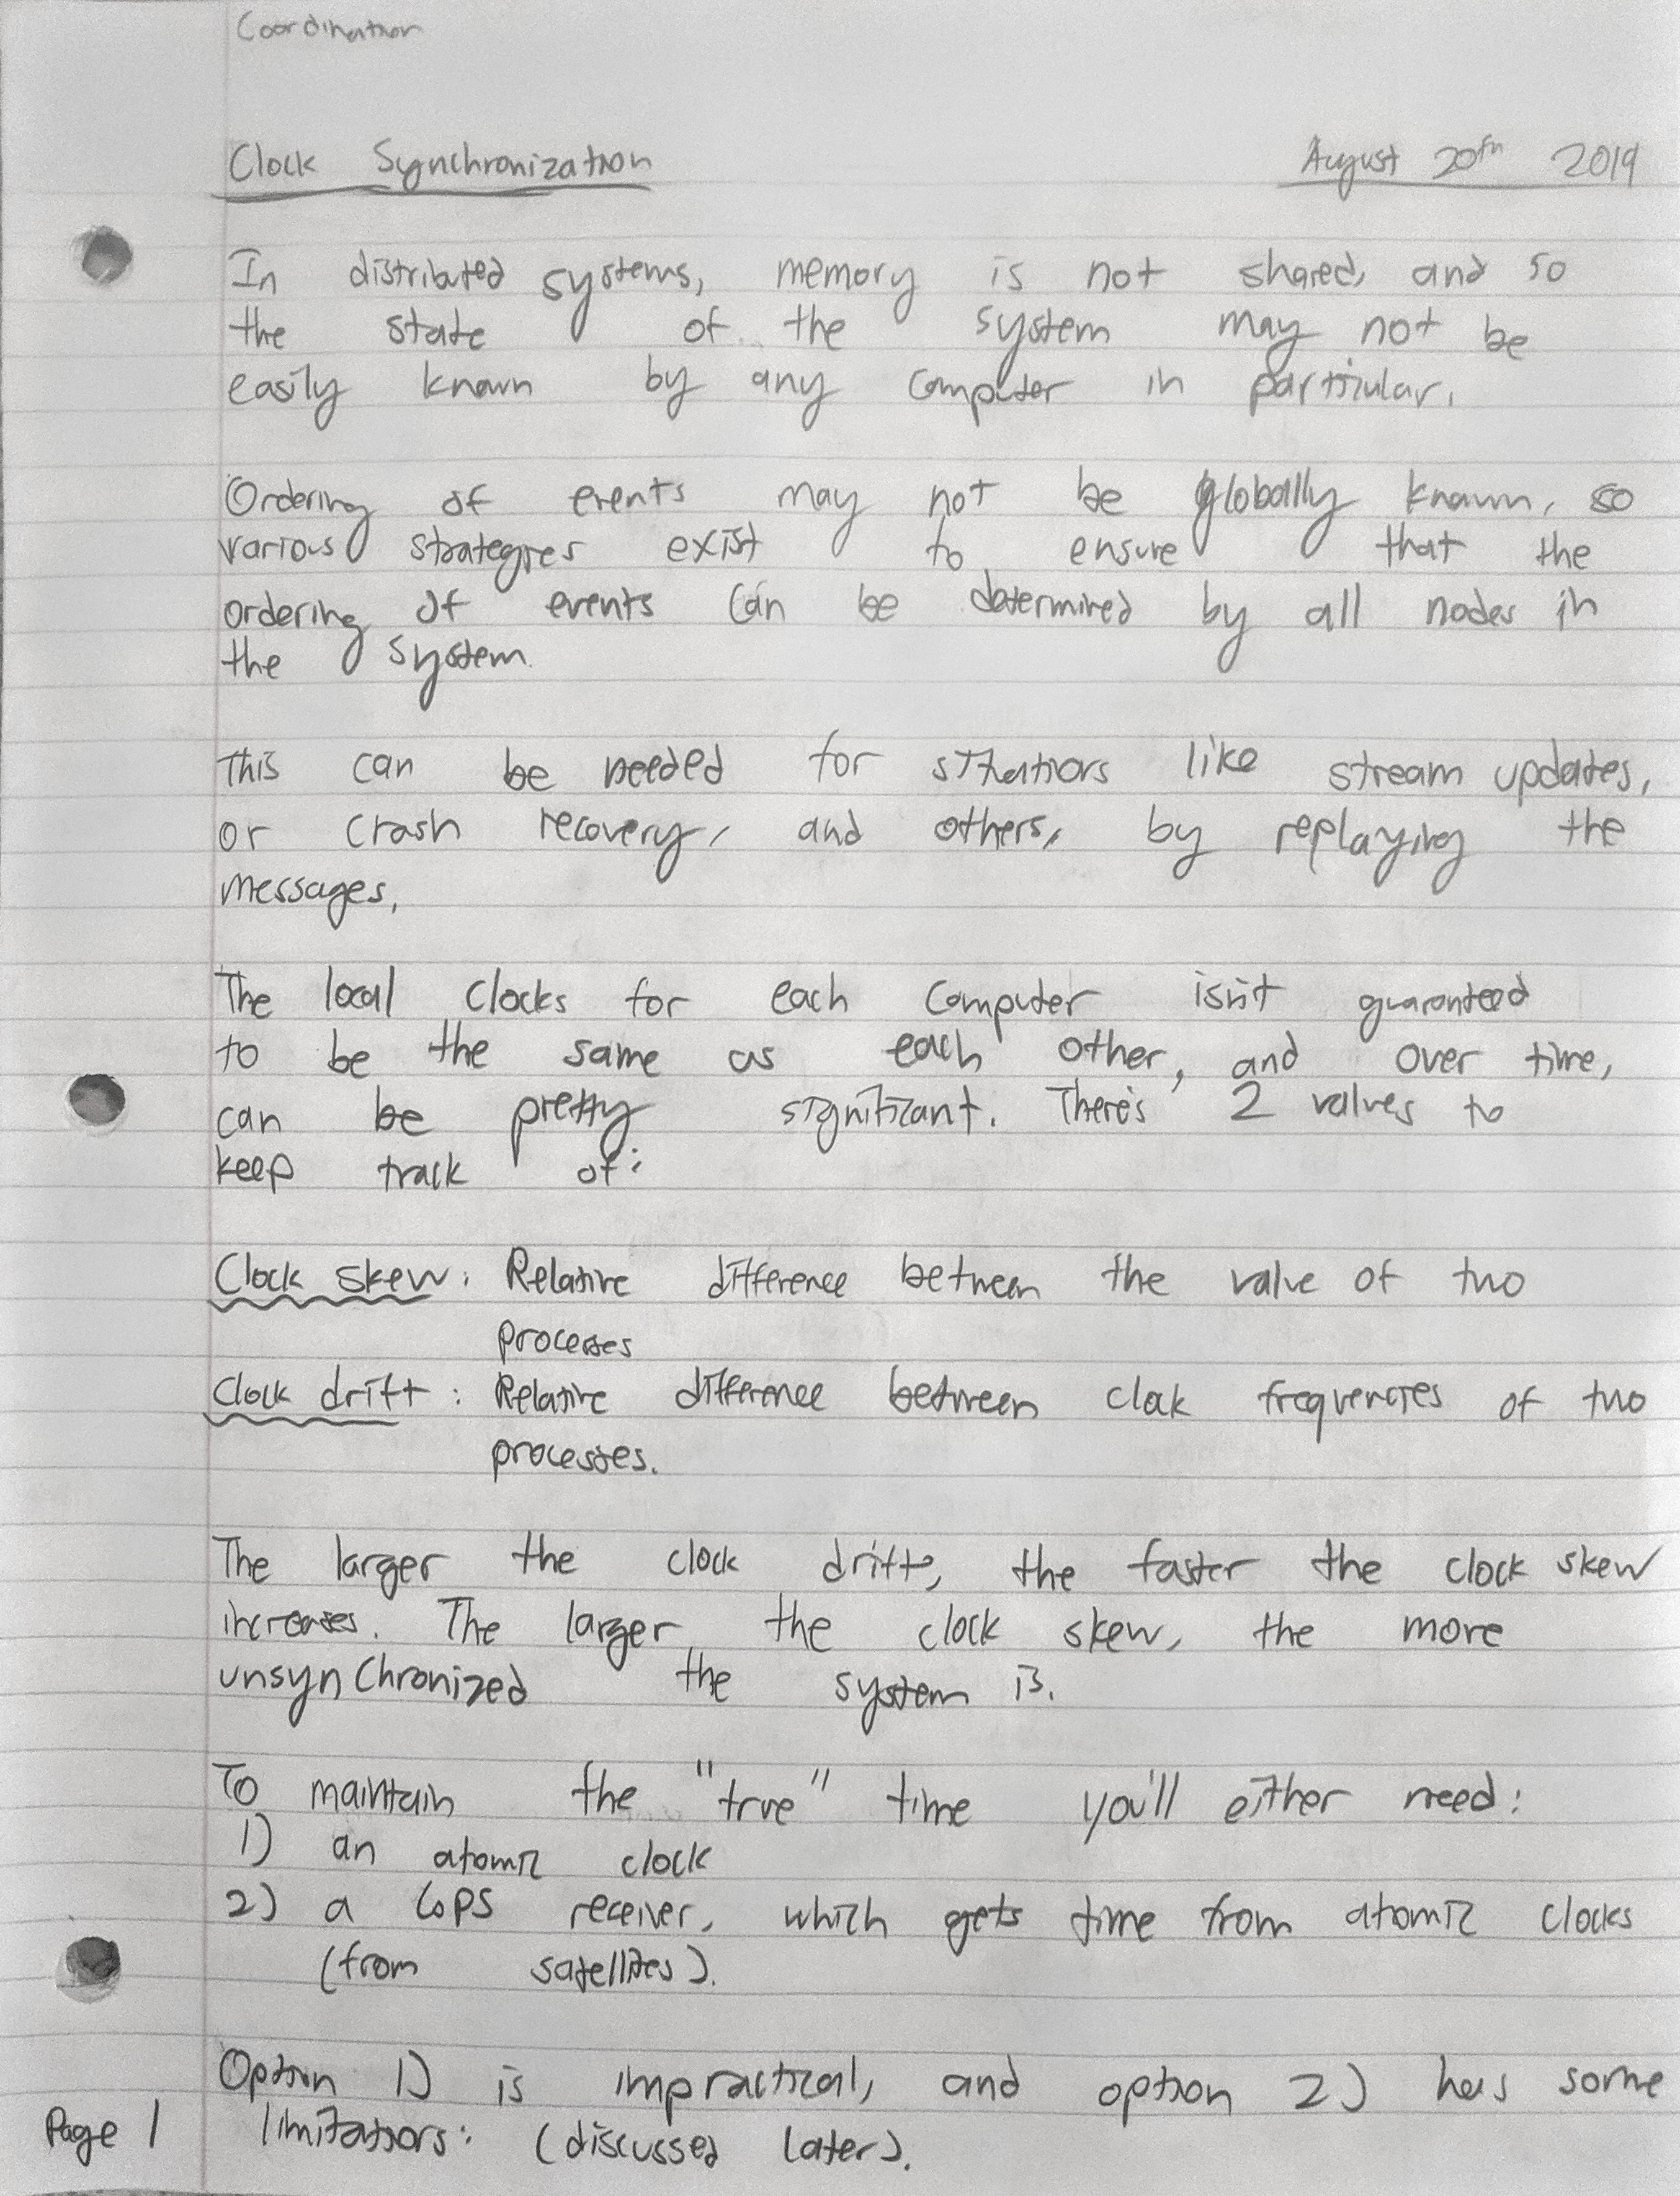 Coordination
Clock Synchronization August 20th 2019
In distributed systems, memory is not shared, and so
the state of the system may not be
easily known by any computer in particular.
Ordering of events may not be globally known, so
various strategies exist to ensure that the
ordering of events can be determined by all nodes in
the system.
This can be needed for situations like stream updates,
or crash recovery, and others, by replaying the
messages.
The local clocks for each computer isn't guaranteed
to be the same as each other, and over time,
can be pretty significant. There's 2 values to
keep track of:
Clock skew: Relative difference between the value of two
processes
Clock drift: Relative difference between clock frequencies of two
processes.
The larger the clock drift, the faster the clock skew
increases. The larger the clock skew, the more
unsynchronized the system is.
To maintain the "true" time you'll either need:
1) an atomic clock
2) a GPS receiver, which gets time from atomic clocks
(from satellites).
Option 1) is impractical, and option 2) has some
Page 1 limitations: (discussed later).